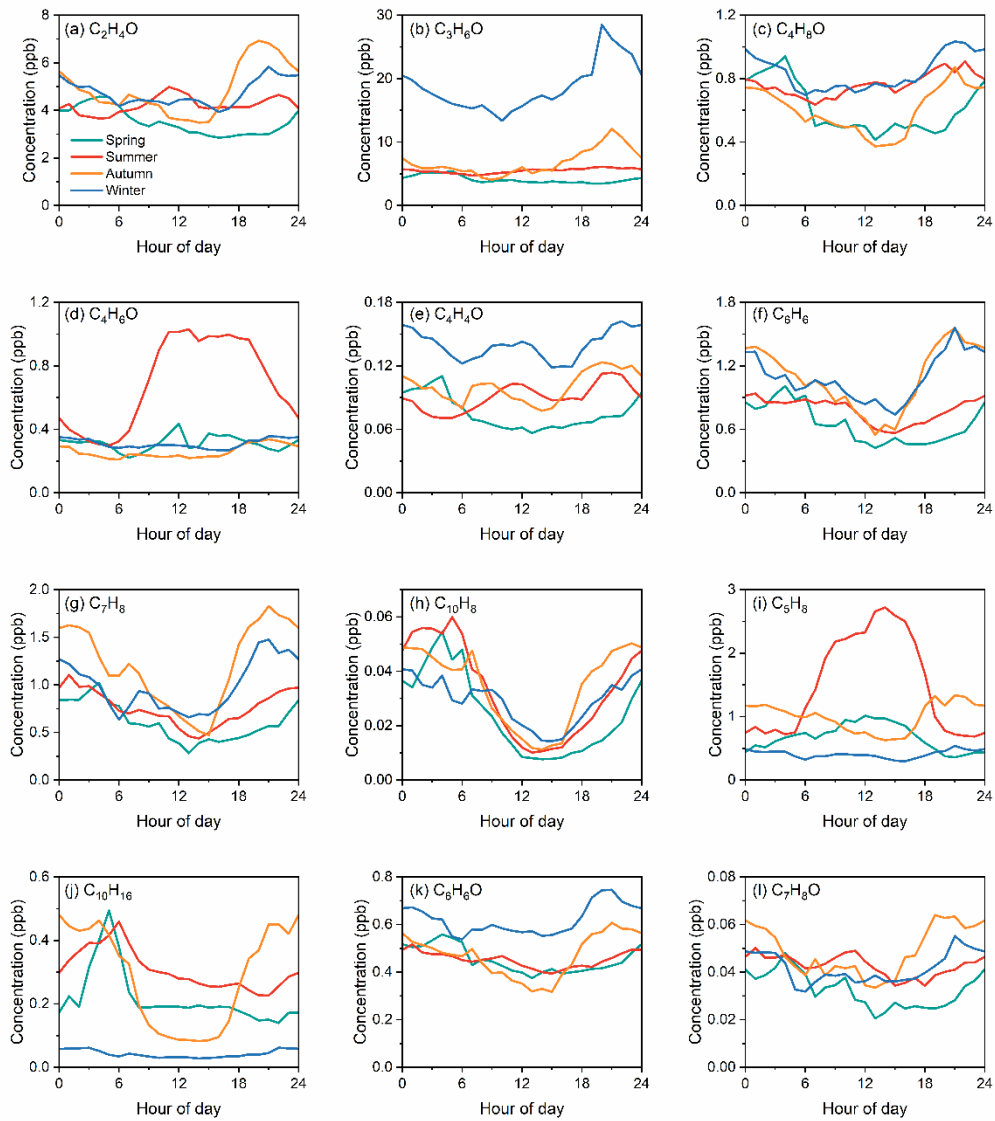 (a) C₂H₄O
Concentration (ppb)
8
6
4
2
0
Spring
Summer
Autumn
Winter
0 6 12 18 24
Hour of day
(b) C₃H₆O
Concentration (ppb)
30
20
10
0
0 6 12 18 24
Hour of day
(c) C₄H₈O
Concentration (ppb)
1.2
0.8
0.4
0.0
0 6 12 18 24
Hour of day
(d) C₄H₆O
Concentration (ppb)
1.2
0.8
0.4
0.0
0 6 12 18 24
Hour of day
(e) C₄H₄O
Concentration (ppb)
0.18
0.12
0.06
0.00
0 6 12 18 24
Hour of day
(f) C₆H₆
Concentration (ppb)
1.8
1.2
0.6
0.0
0 6 12 18 24
Hour of day
(g) C₇H₈
Concentration (ppb)
2.0
1.5
1.0
0.5
0.0
0 6 12 18 24
Hour of day
(h) C₁₀H₈
Concentration (ppb)
0.06
0.04
0.02
0.00
0 6 12 18 24
Hour of day
(i) C₅H₈
Concentration (ppb)
3
2
1
0
0 6 12 18 24
Hour of day
(j) C₁₀H₁₆
Concentration (ppb)
0.6
0.4
0.2
0.0
0 6 12 18 24
Hour of day
(k) C₆H₆O
Concentration (ppb)
0.8
0.6
0.4
0.2
0.0
0 6 12 18 24
Hour of day
(l) C₇H₈O
Concentration (ppb)
0.08
0.06
0.04
0.02
0.00
0 6 12 18 24
Hour of day